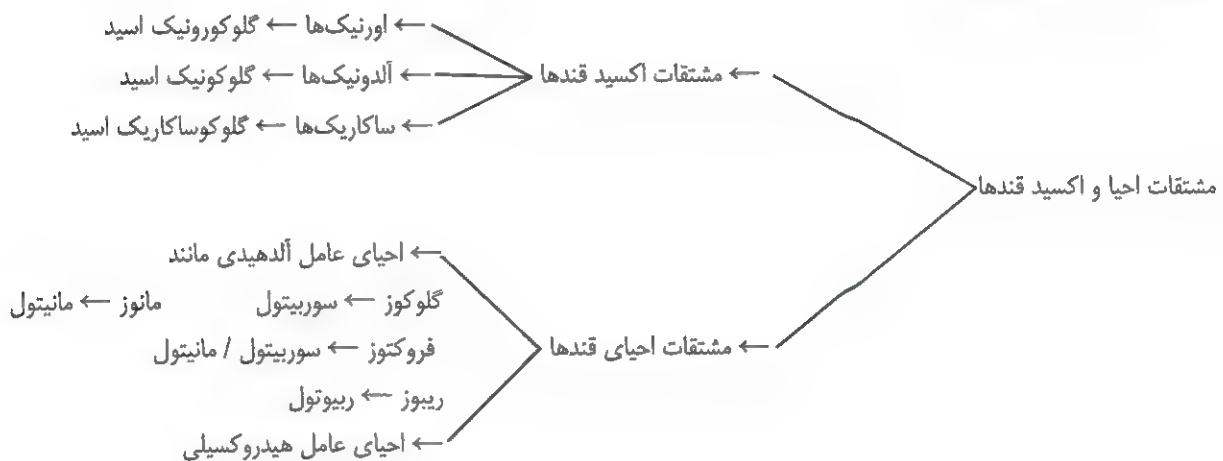 مشتقات احیا و اکسید قندها
← مشتقات اکسید قندها
← اورنیک‌ها ← گلوکورونیک اسید
← آلدونیک‌ها ← گلوکونیک اسید
← ساکاریک‌ها ← گلوکوساکاریک اسید
← مشتقات احیای قندها
← احیای عامل آلدهیدی مانند
گلوکوز ← سوربیتول مانوز ← مانیتول
فروکتوز ← سوربیتول / مانیتول
ریبوز ← ریبوتول
← احیای عامل هیدروکسیلی